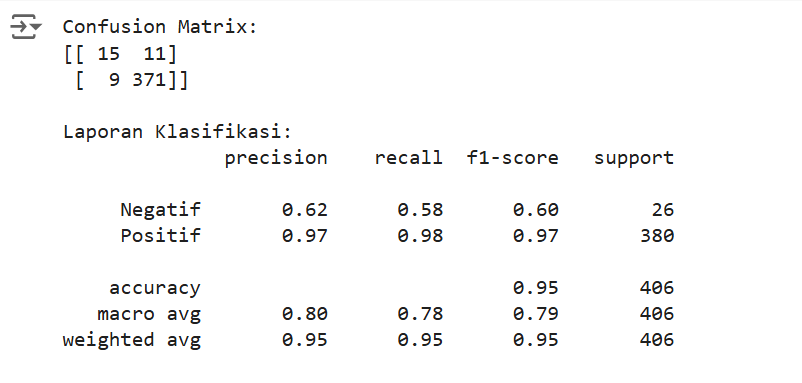 Confusion Matrix:
[[ 15  11]
 [  9 371]]
Laporan Klasifikasi:
              precision    recall  f1-score   support
     Negatif       0.62      0.58      0.60        26
     Positif       0.97      0.98      0.97       380
    accuracy                           0.95       406
   macro avg       0.80      0.78      0.79       406
weighted avg       0.95      0.95      0.95       406